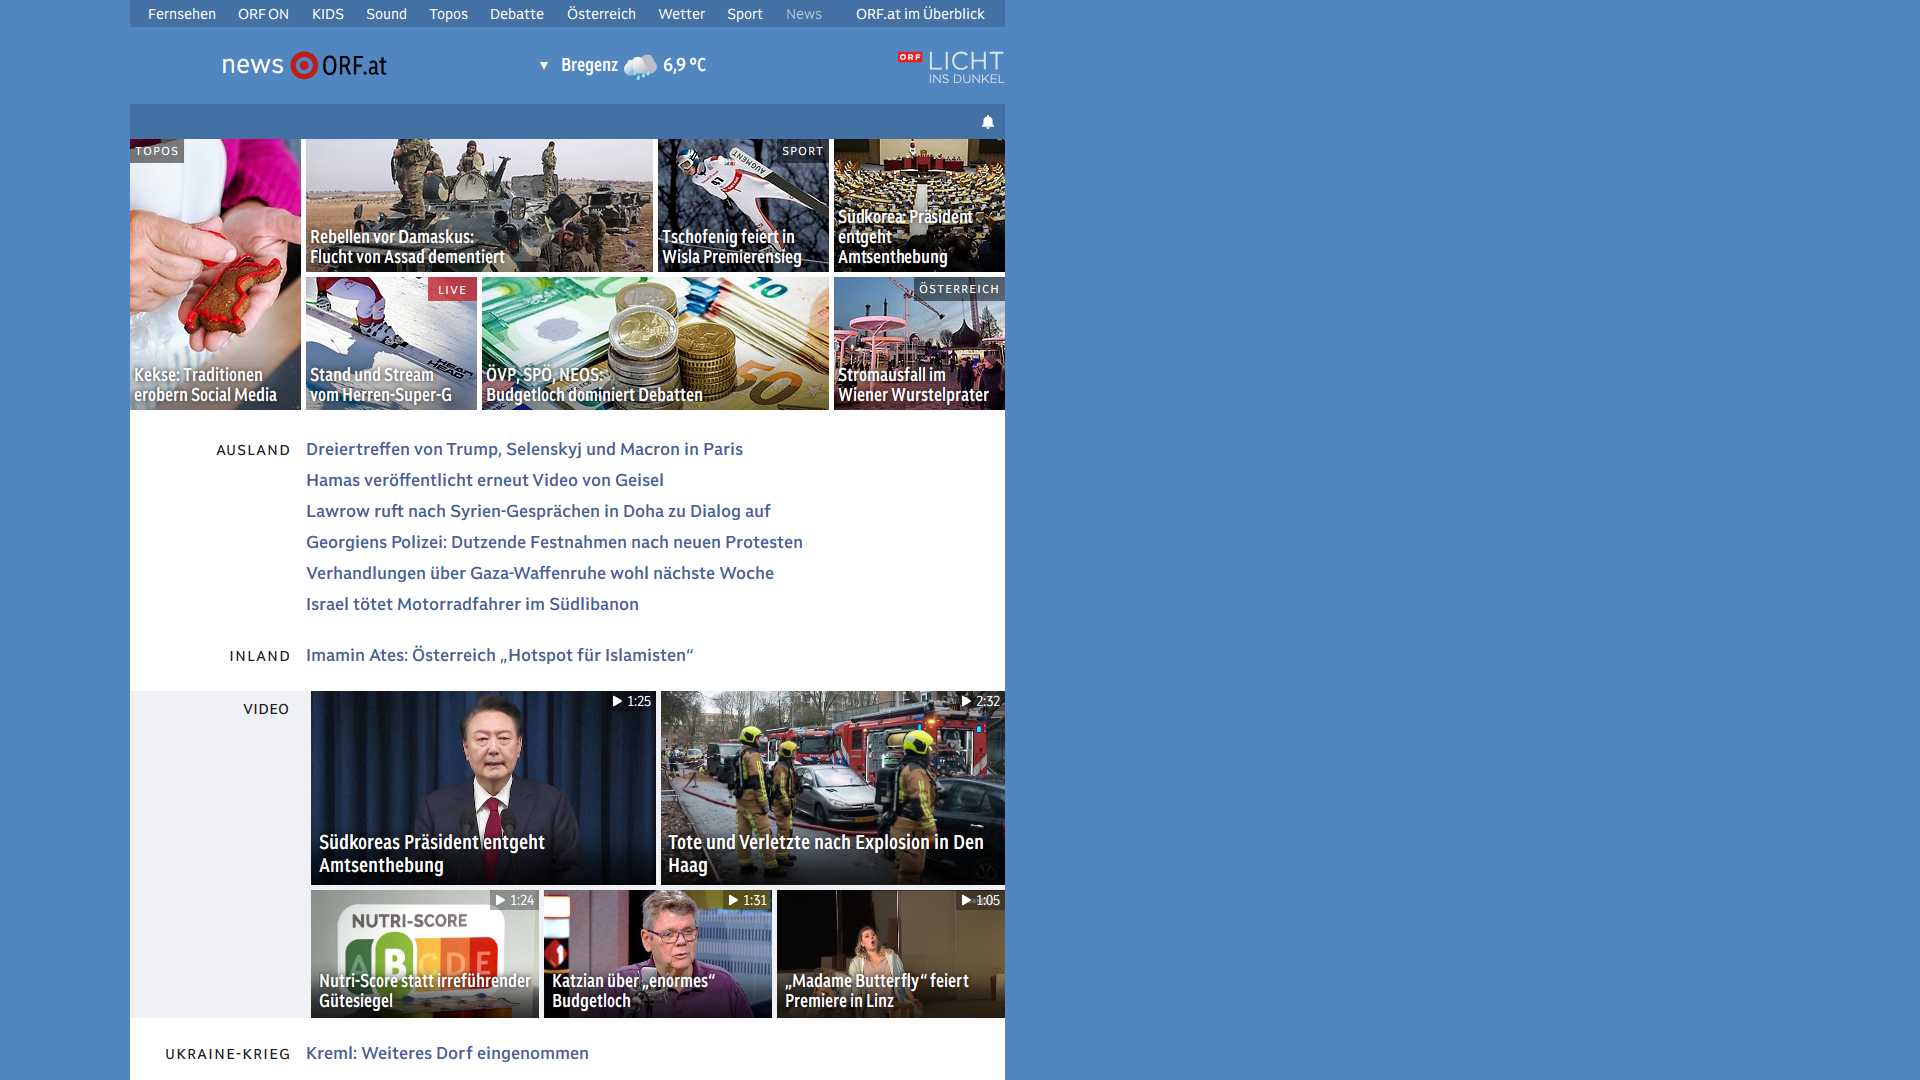 Fernsehen ORF ON KIDS Sound Topos Debatte Österreich Wetter Sport News ORF.at im Überblick
news ORF.at
Bregenz 6,9 °C
ORF LICHT
INS DUNKEL
TOPOS
Kekse: Traditionen
erobern Social Media
Rebellen vor Damaskus:
Flucht von Assad dementiert
SPORT
AUGMENT
Tschofenig feiert in
Wisla Premierensieg
Südkorea: Präsident
entgeht
Amtsenthebung
LIVE
HEAD
Stand und Stream
vom Herren-Super-G
10
2
50
ÖVP, SPÖ, NEOS:
Budgetloch dominiert Debatten
ÖSTERREICH
Stromausfall im
Wiener Wurstelprater
AUSLAND
Dreiertreffen von Trump, Selenskyj und Macron in Paris
Hamas veröffentlicht erneut Video von Geisel
Lawrow ruft nach Syrien-Gesprächen in Doha zu Dialog auf
Georgiens Polizei: Dutzende Festnahmen nach neuen Protesten
Verhandlungen über Gaza-Waffenruhe wohl nächste Woche
Israel tötet Motorradfahrer im Südlibanon
INLAND
Imamin Ates: Österreich „Hotspot für Islamisten“
VIDEO
1:25
Südkoreas Präsident entgeht
Amtsenthebung
2:32
Tote und Verletzte nach Explosion in Den
Haag
1:24
NUTRI-SCORE
A B C D E
Nutri-Score statt irreführender
Gütesiegel
1:31
1
Katzian über „enormes“
Budgetloch
1:05
„Madame Butterfly“ feiert
Premiere in Linz
UKRAINE-KRIEG
Kreml: Weiteres Dorf eingenommen